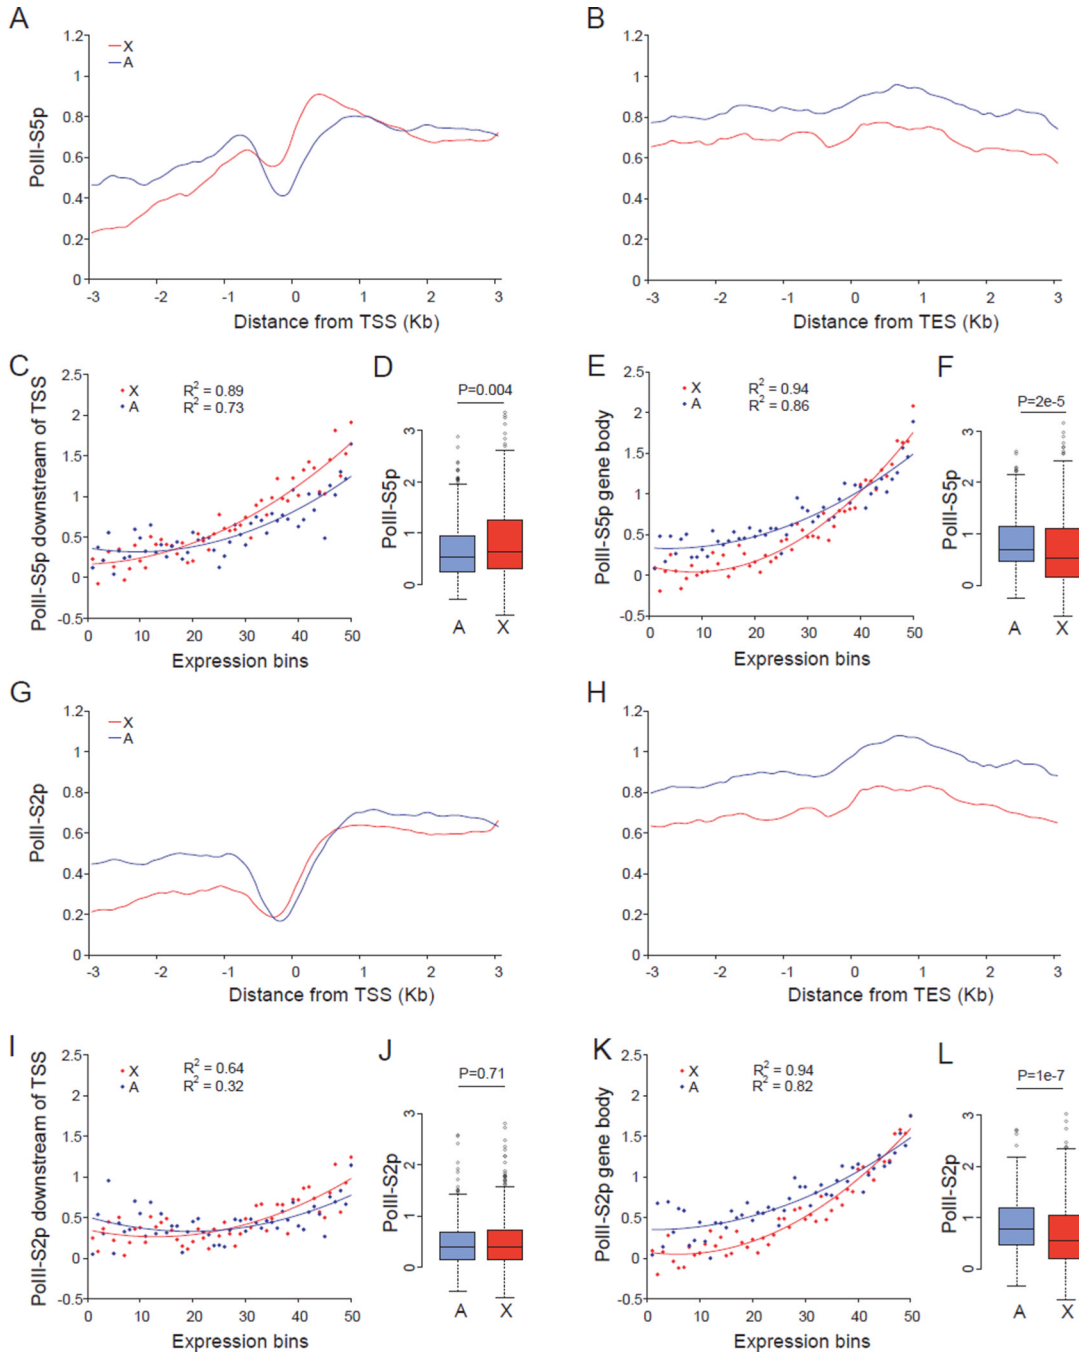 A
PolII-S5p
1.2
1
0.8
0.6
0.4
0.2
0
X
A
-3 -2 -1 0 1 2 3
Distance from TSS (Kb)
B
1.2
1
0.8
0.6
0.4
0.2
0
-3 -2 -1 0 1 2 3
Distance from TES (Kb)
C
PolII-S5p downstream of TSS
2.5
2
1.5
1
0.5
0
-0.5
X R2 = 0.89
A R2 = 0.73
0 10 20 30 40 50
Expression bins
D
P=0.004
PolII-S5p
3
2
1
0
A X
E
PolII-S5p gene body
2.5
2
1.5
1
0.5
0
-0.5
X R2 = 0.94
A R2 = 0.86
0 10 20 30 40 50
Expression bins
F
P=2e-5
PolII-S5p
3
2
1
0
A X
G
PolII-S2p
1.2
1
0.8
0.6
0.4
0.2
0
X
A
-3 -2 -1 0 1 2 3
Distance from TSS (Kb)
H
1.2
1
0.8
0.6
0.4
0.2
0
-3 -2 -1 0 1 2 3
Distance from TES (Kb)
I
PolII-S2p downstream of TSS
2.5
2
1.5
1
0.5
0
-0.5
X R2 = 0.64
A R2 = 0.32
0 10 20 30 40 50
Expression bins
J
P=0.71
PolII-S2p
3
2
1
0
A X
K
PolII-S2p gene body
2.5
2
1.5
1
0.5
0
-0.5
X R2 = 0.94
A R2 = 0.82
0 10 20 30 40 50
Expression bins
L
P=1e-7
PolII-S2p
3
2
1
0
A X